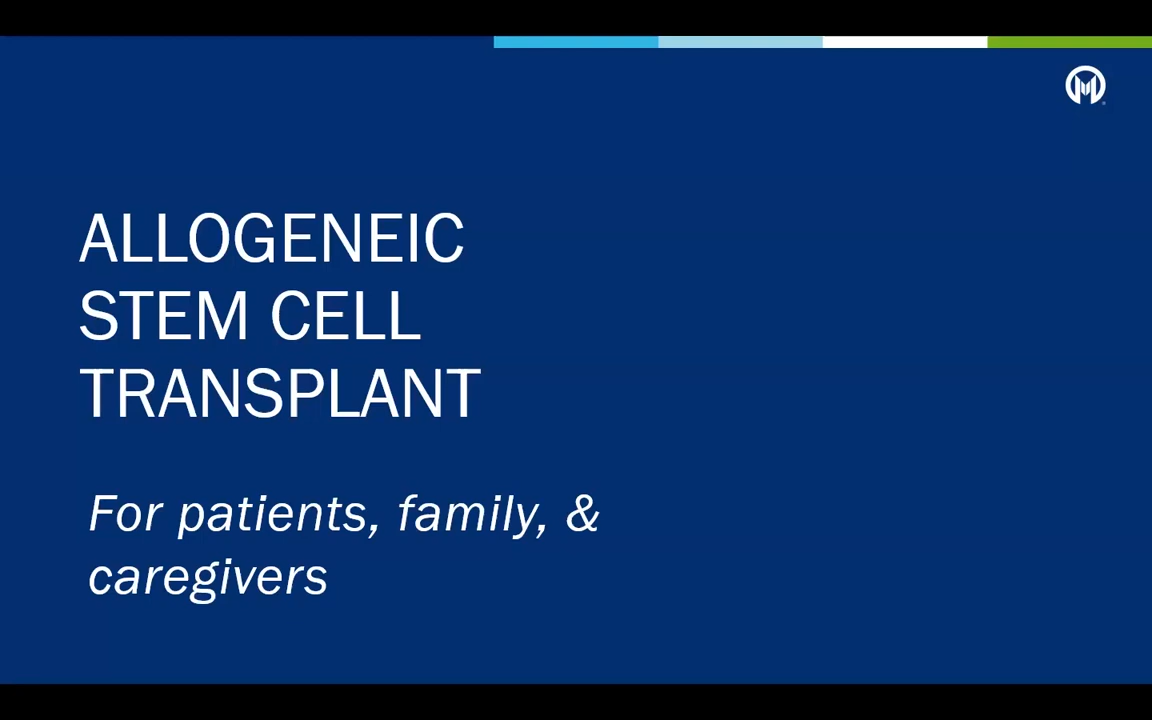 ALLOGENEIC
STEM CELL
TRANSPLANT
For patients, family, &
caregivers